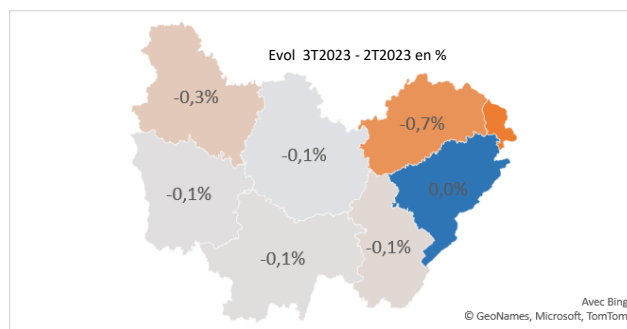 Evol 3T2023 - 2T2023 en %
-0,3%
-0,7%
-0,1%
-0,1%
0,0%
-0,1%
-0,1%
Avec Bing
© GeoNames, Microsoft, TomTom